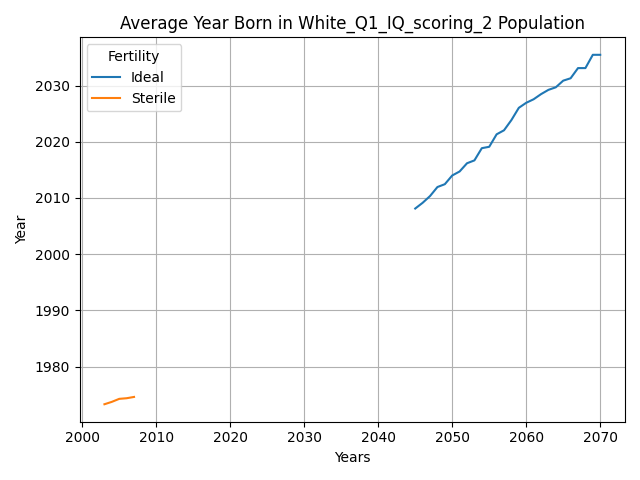 Average Year Born in White_Q1_IQ_scoring_2 Population
Fertility
Ideal
Sterile
2030
2020
2010
2000
1990
1980
Year
2000 2010 2020 2030 2040 2050 2060 2070
Years